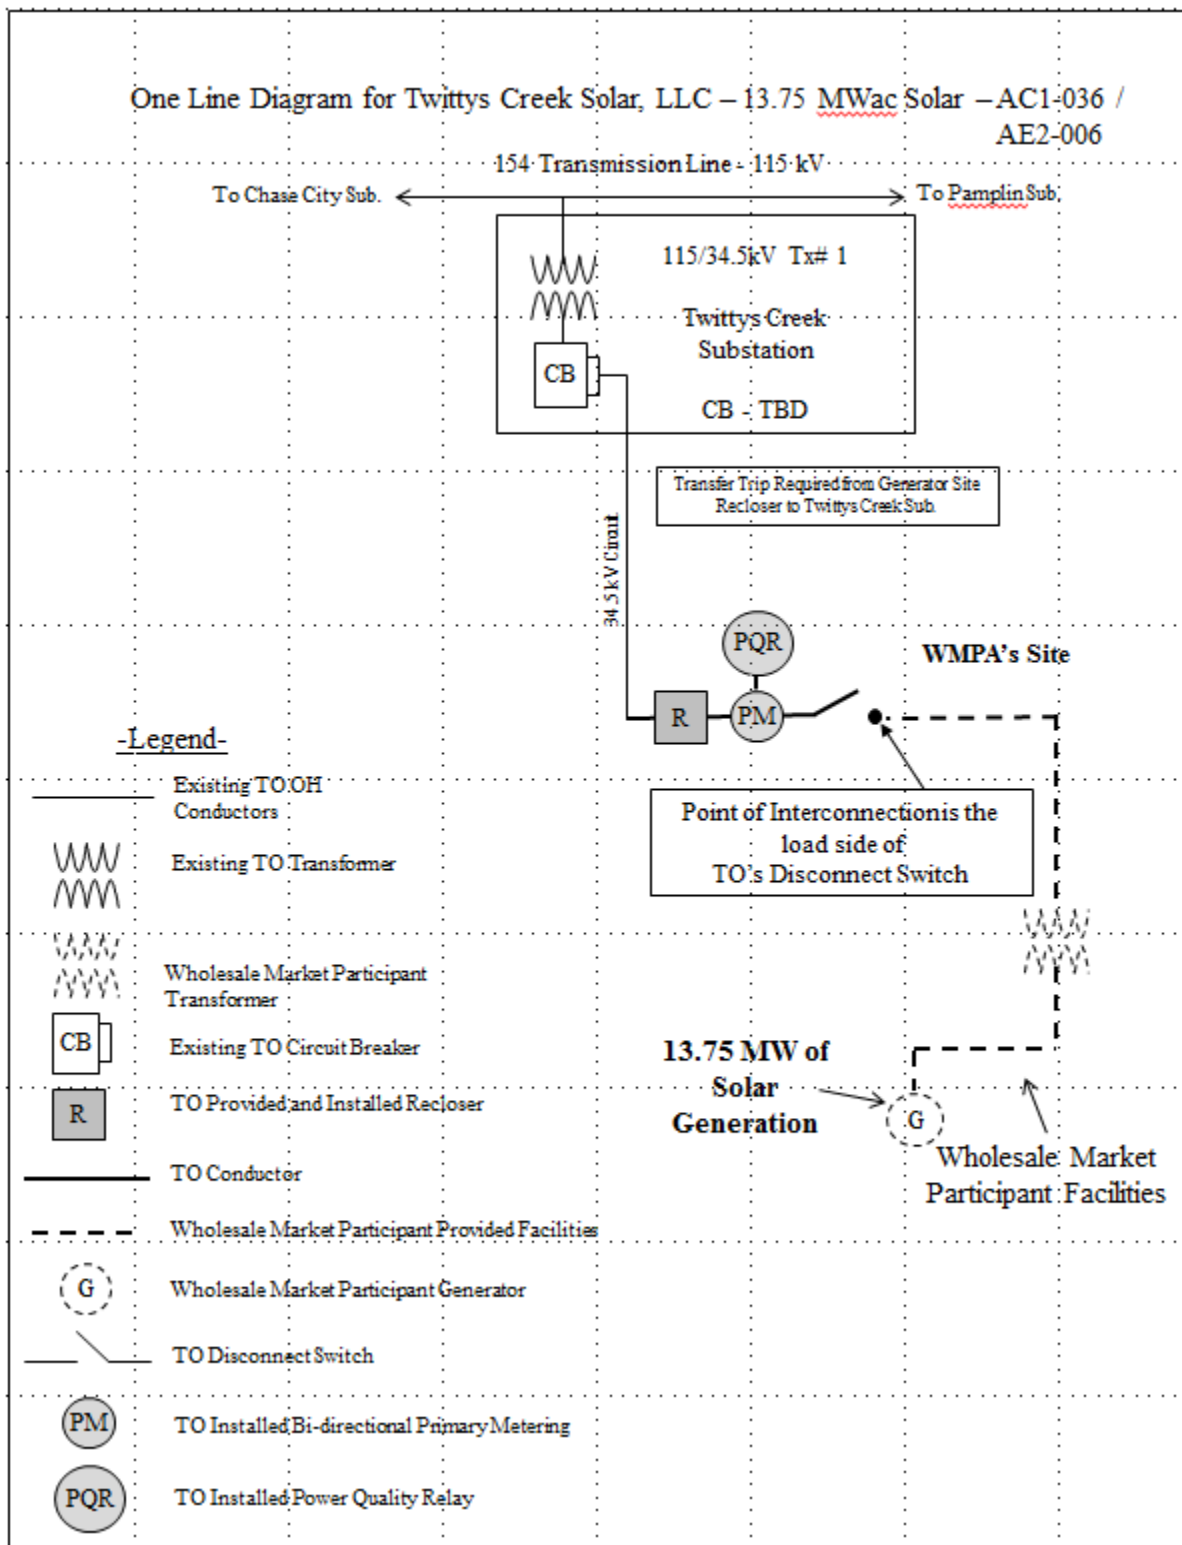 One Line Diagram for Twittys Creek Solar, LLC – 13.75 MWac Solar – AC1-036 /
AE2-006
154 Transmission Line - 115 kV
To Chase City Sub.
To Pamplin Sub.
115/34.5kV Tx# 1
Twittys Creek
Substation
CB
CB - TBD
Transfer Trip Required from Generator Site
Recloser to Twittys Creek Sub.
34.5 kV Circuit
PQR
WMPA's Site
R
PM
Point of Interconnection is the
load side of
TO's Disconnect Switch
13.75 MW of
Solar
Generation
G
Wholesale Market
Participant Facilities
-Legend-
Existing TO OH
Conductors
Existing TO Transformer
Wholesale Market Participant
Transformer
CB
Existing TO Circuit Breaker
R
TO Provided and Installed Recloser
TO Conductor
Wholesale Market Participant Provided Facilities
G
Wholesale Market Participant Generator
TO Disconnect Switch
PM
TO Installed Bi-directional Primary Metering
PQR
TO Installed Power Quality Relay